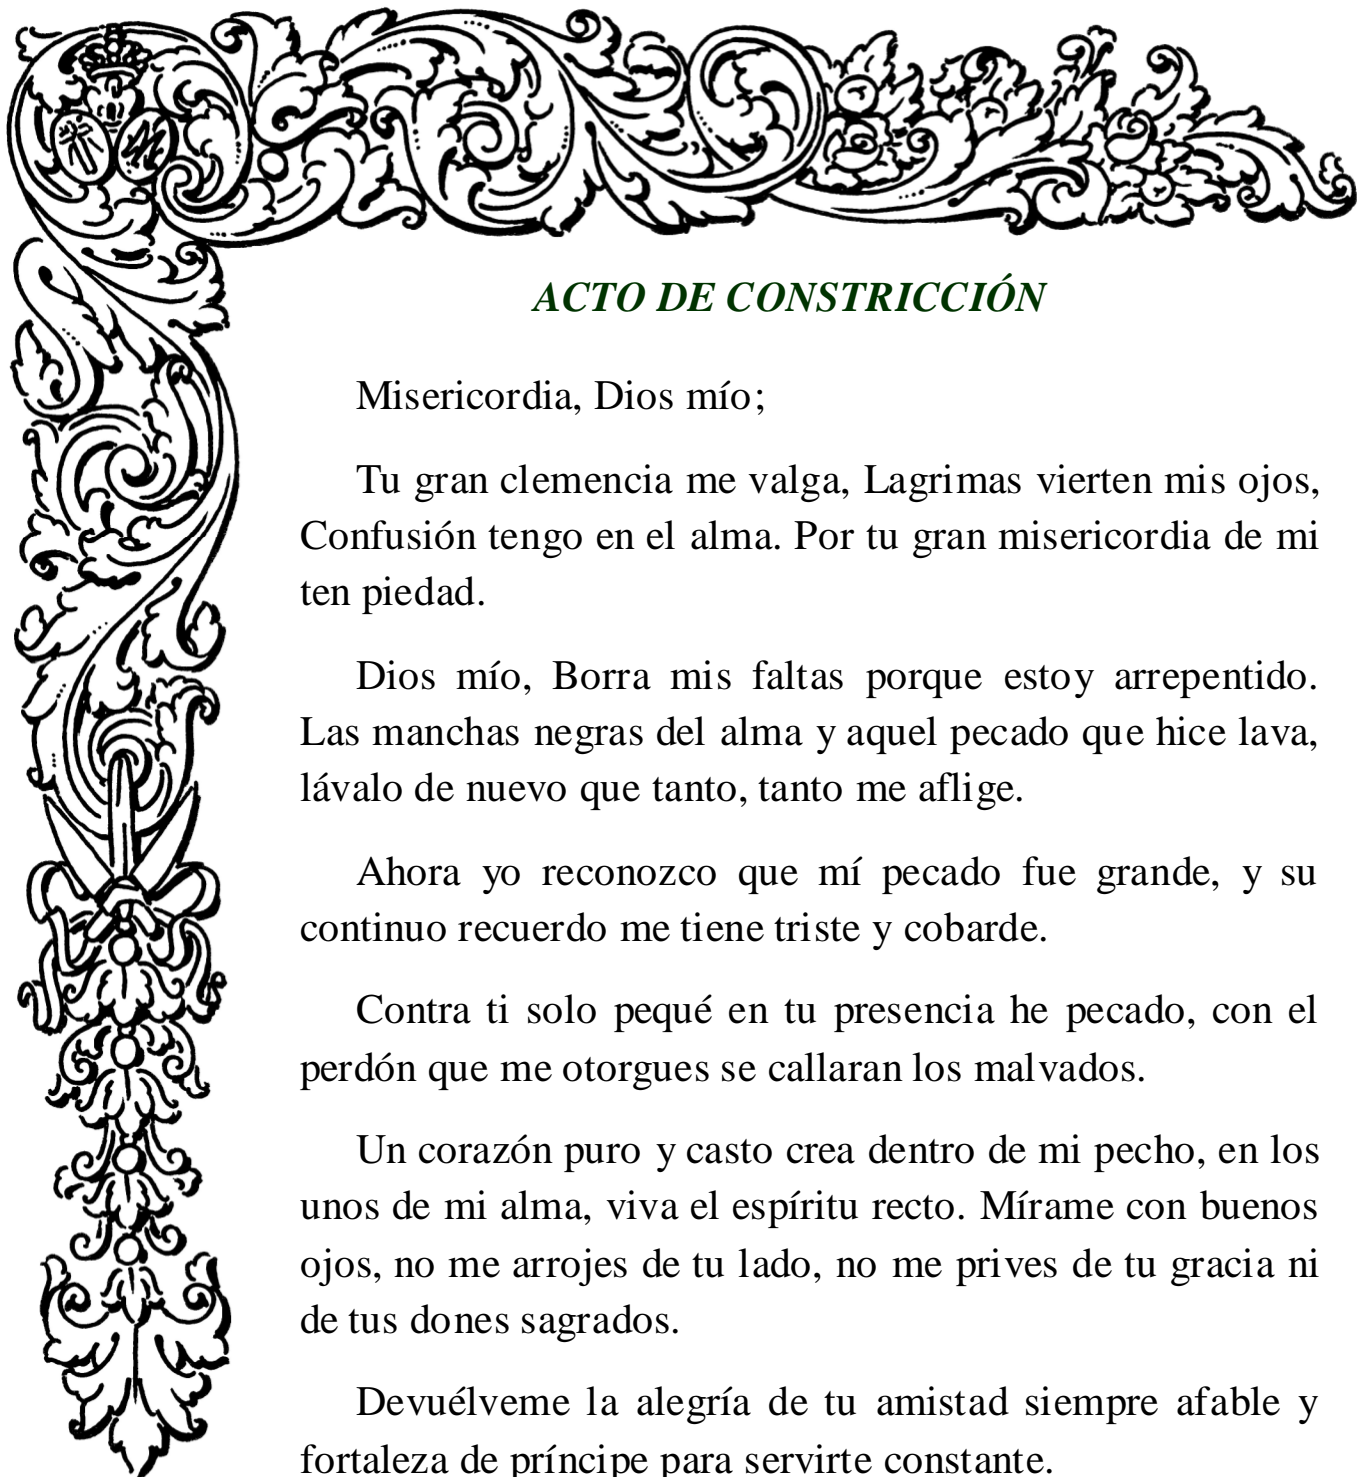 ACTO DE CONSTRICCIÓN
Misericordia, Dios mío;
Tu gran clemencia me valga, Lagrimas vierten mis ojos,
Confusión tengo en el alma. Por tu gran misericordia de mi
ten piedad.
Dios mío, Borra mis faltas porque estoy arrepentido.
Las manchas negras del alma y aquel pecado que hice lava,
lávalo de nuevo que tanto, tanto me aflige.
Ahora yo reconozco que mí pecado fue grande, y su
continuo recuerdo me tiene triste y cobarde.
Contra ti solo pequé en tu presencia he pecado, con el
perdón que me otorgues se callaran los malvados.
Un corazón puro y casto crea dentro de mi pecho, en los
unos de mi alma, viva el espíritu recto. Mírame con buenos
ojos, no me arrojes de tu lado, no me prives de tu gracia ni
de tus dones sagrados.
Devuélveme la alegría de tu amistad siempre afable y
fortaleza de príncipe para servirte constante.